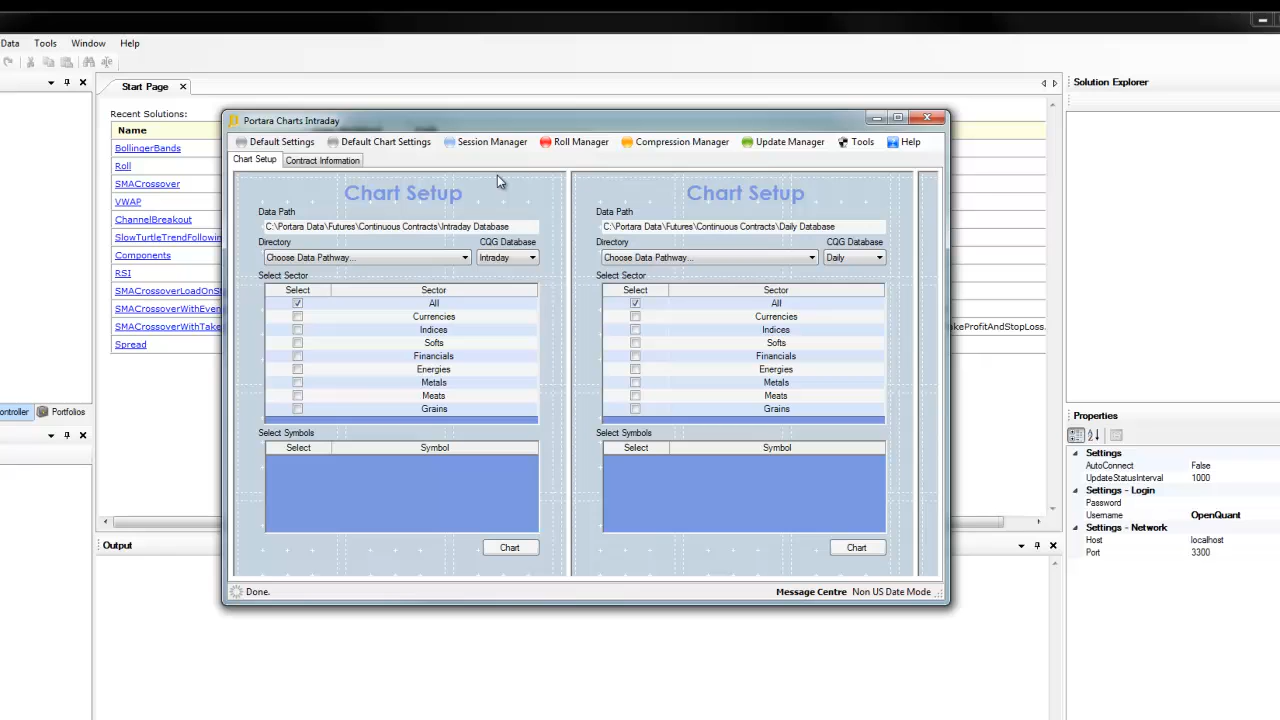 Data Tools Window Help
Start Page
Recent Solutions:
Name
BollingerBands
Roll
SMACrossover
VWAP
ChannelBreakout
SlowTurtleTrendFollowin
Components
RSI
SMACrossoverLoadOnSt
SMACrossoverWithEven
SMACrossoverWithTake
Spread
Portara Charts Intraday
Default Settings Default Chart Settings Session Manager Roll Manager Compression Manager Update Manager Tools Help
Chart Setup Contract Information
Chart Setup
Data Path
C:\Portara Data\Futures\Continuous Contracts\Intraday Database
Directory CQG Database
Choose Data Pathway... Intraday
Select Sector
Select Sector
All
Currencies
Indices
Softs
Financials
Energies
Metals
Meats
Grains
Select Symbols
Select Symbol
Chart
Chart Setup
Data Path
C:\Portara Data\Futures\Continuous Contracts\Daily Database
Directory CQG Database
Choose Data Pathway... Daily
Select Sector
Select Sector
All
Currencies
Indices
Softs
Financials
Energies
Metals
Meats
Grains
Select Symbols
Select Symbol
Chart
Done. Message Centre Non US Date Mode
akeProfitAndStopLoss.
ontroller Portfolios
Output
Solution Explorer
Properties
Settings
AutoConnect False
UpdateStatusInterval 1000
Settings - Login
Password
Username OpenQuant
Settings - Network
Host localhost
Port 3300